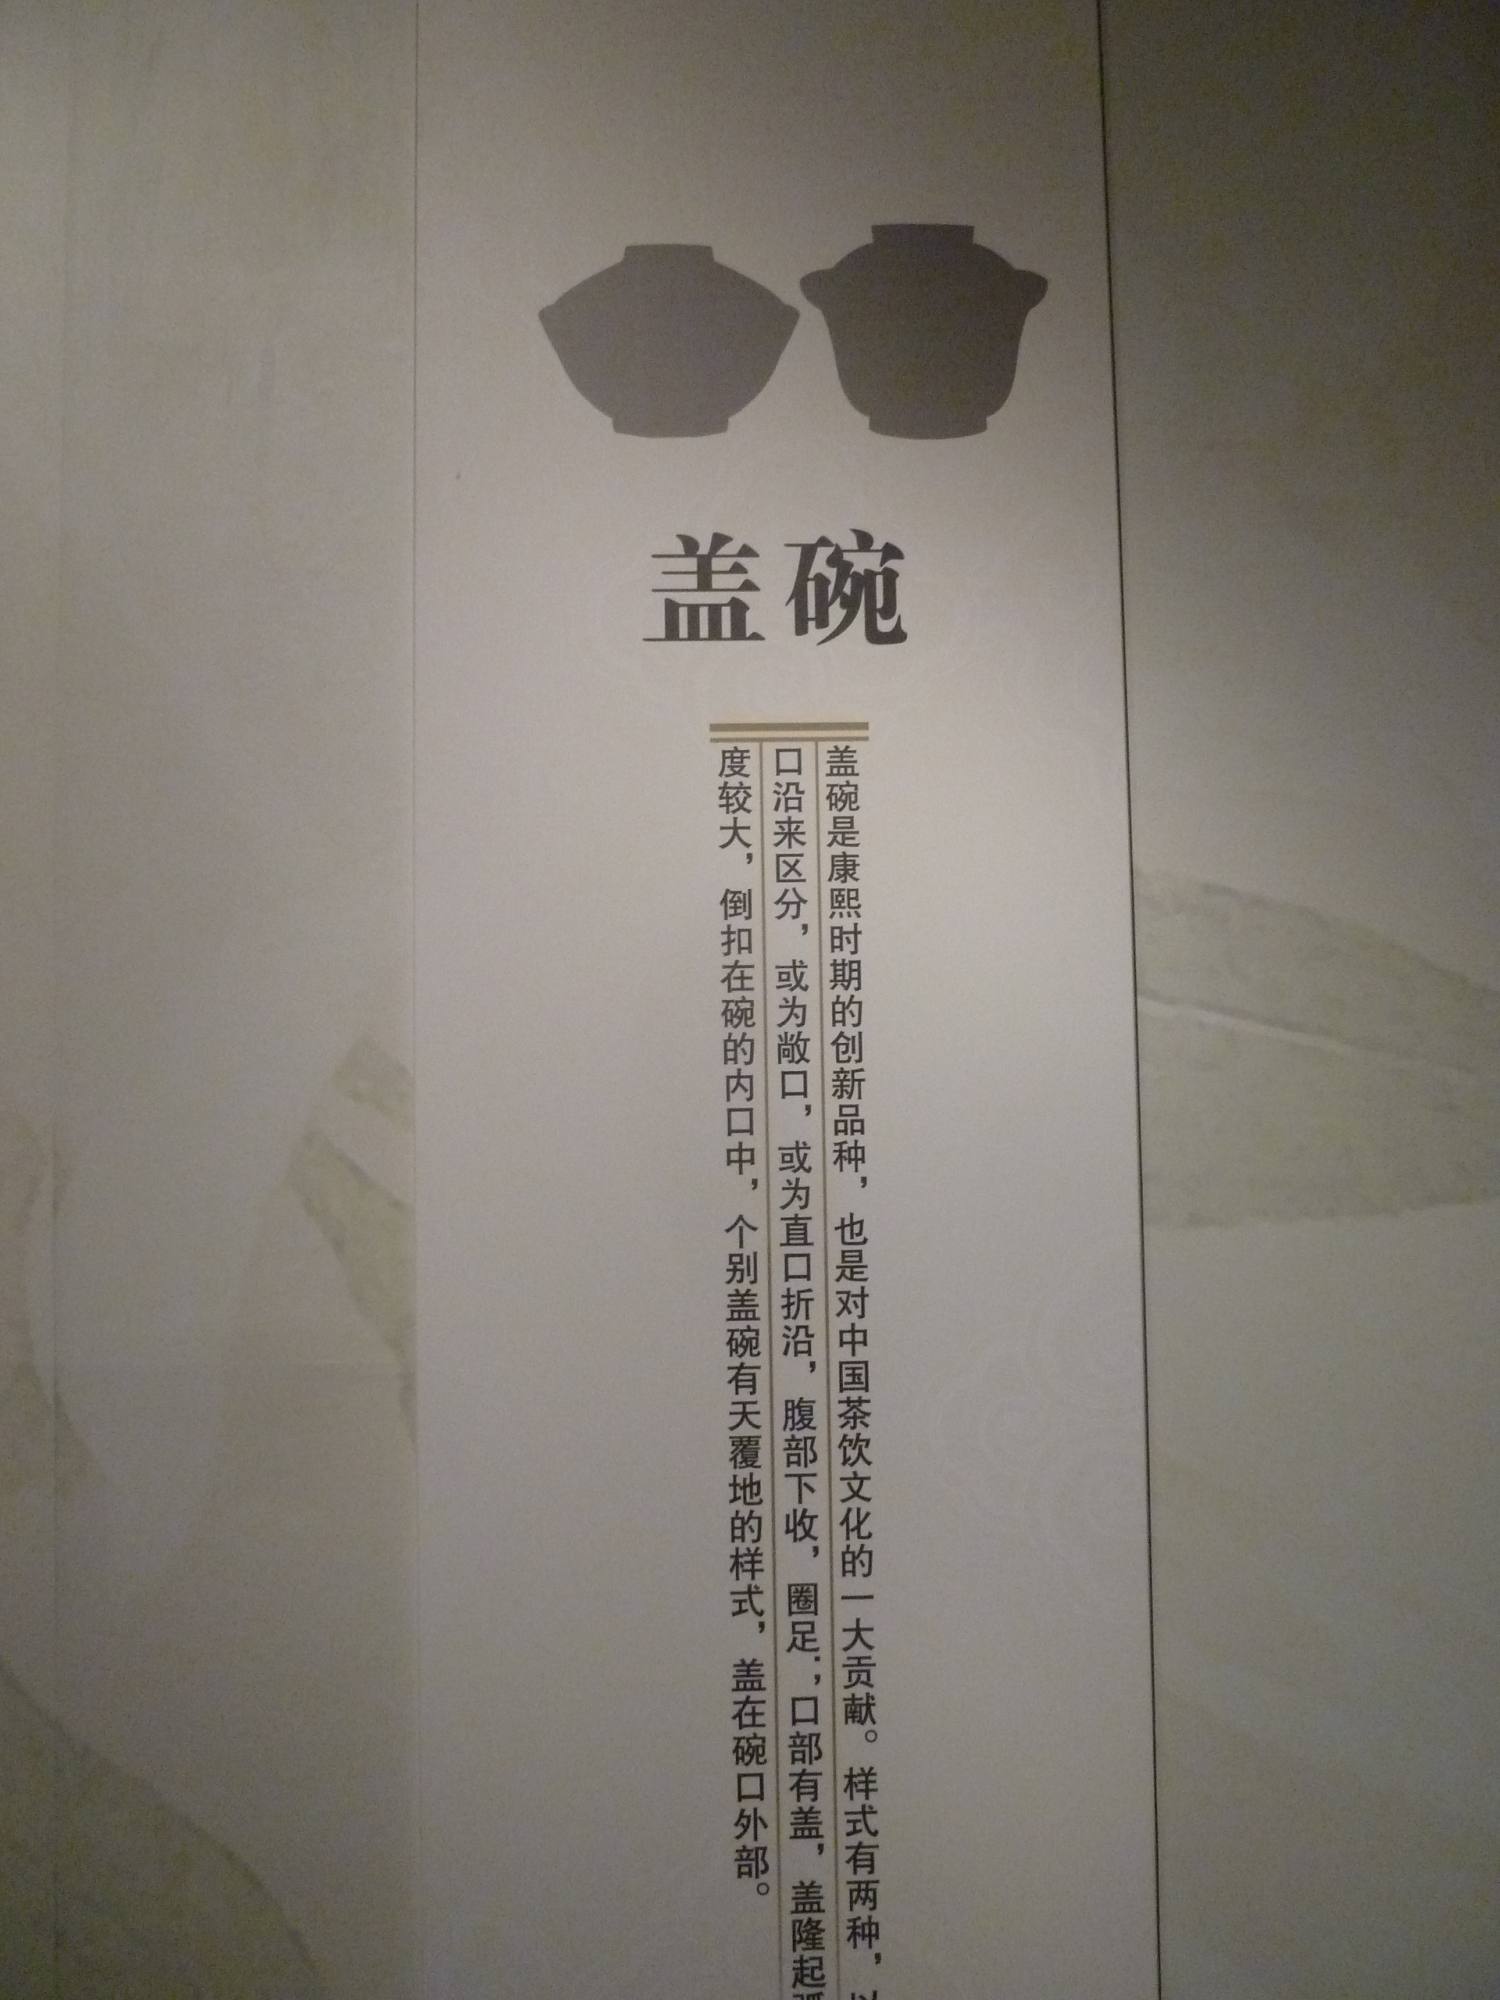 盖碗
盖碗是康熙时期的创新品种，也是对中国茶饮文化的一大贡献。样式有两种，以
口沿来区分，或为敞口，或为直口折沿，腹部下收，圈足；口部有盖，盖隆起弧
度较大，倒扣在碗的内口中，个别盖碗有天覆地的样式，盖在碗口外部。